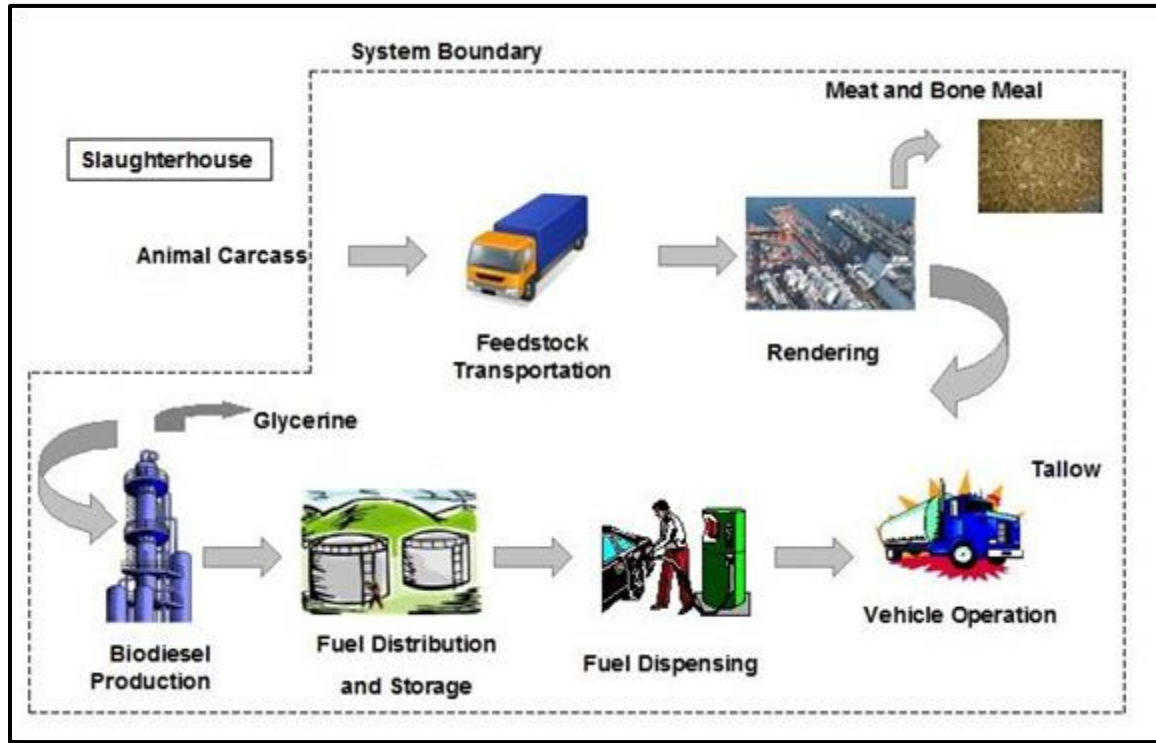 System Boundary
Meat and Bone Meal
Slaughterhouse
Animal Carcass
Feedstock
Transportation
Rendering
Glycerine
Tallow
Biodiesel
Production
Fuel Distribution
and Storage
Fuel Dispensing
Vehicle Operation